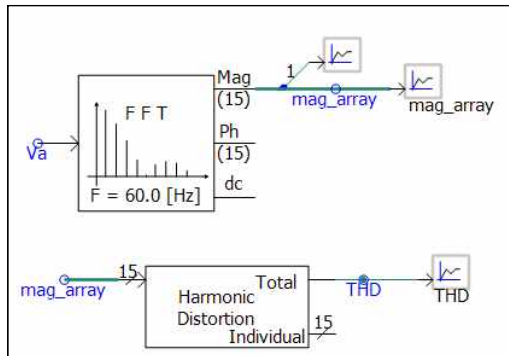 Mag
1
(15)
mag_array
mag_array
F F T
Ph
(15)
Va
dc
F = 60.0 [Hz]
15
mag_array
Total
THD
THD
Harmonic
Distortion
15
Individual